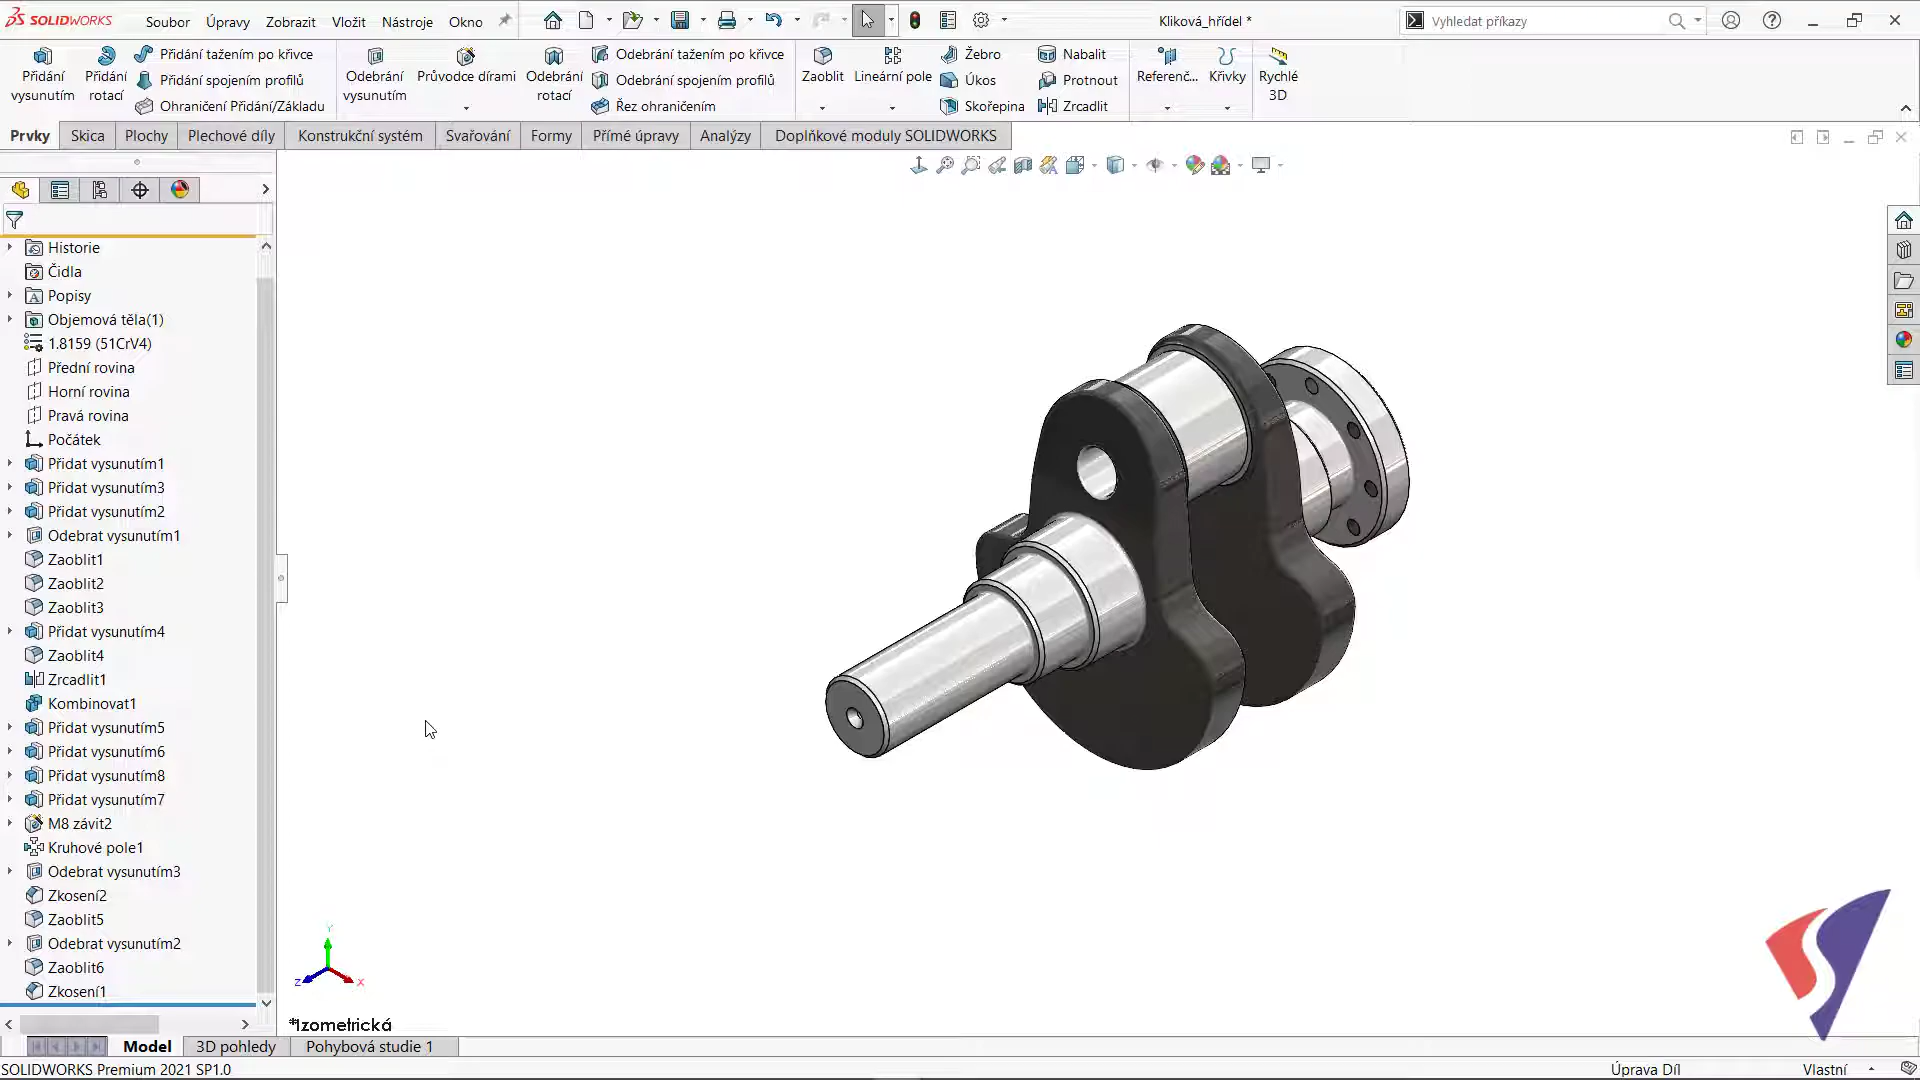 SOLIDWORKS
Soubor
Úpravy
Zobrazit
Vložit
Nástroje
Okno
Kliková_hřídel *
Vyhledat příkazy
Přidání
vysunutím
Přidání
rotací
Přidání tažením po křivce
Přidání spojením profilů
Ohraničení Přidání/Základu
Odebrání
vysunutím
Průvodce dírami
Odebrání
rotací
Odebrání tažením po křivce
Odebrání spojením profilů
Řez ohraničením
Zaoblit
Lineární pole
Žebro
Úkos
Skořepina
Nabalit
Protnout
Zrcadlit
Referenč...
Křivky
Rychlé
3D
Prvky
Skica
Plochy
Plechové díly
Konstrukční systém
Svařování
Formy
Přímé úpravy
Analýzy
Doplňkové moduly SOLIDWORKS
Historie
Čidla
Popisy
Objemová těla(1)
1.8159 (51CrV4)
Přední rovina
Horní rovina
Pravá rovina
Počátek
Přidat vysunutím1
Přidat vysunutím3
Přidat vysunutím2
Odebrat vysunutím1
Zaoblit1
Zaoblit2
Zaoblit3
Přidat vysunutím4
Zaoblit4
Zrcadlit1
Kombinovat1
Přidat vysunutím5
Přidat vysunutím6
Přidat vysunutím8
Přidat vysunutím7
M8 závit2
Kruhové pole1
Odebrat vysunutím3
Zkosení2
Zaoblit5
Odebrat vysunutím2
Zaoblit6
Zkosení1
Y
Z
X
*Izometrická
Model
3D pohledy
Pohybová studie 1
SOLIDWORKS Premium 2021 SP1.0
Úprava Díl
Vlastní